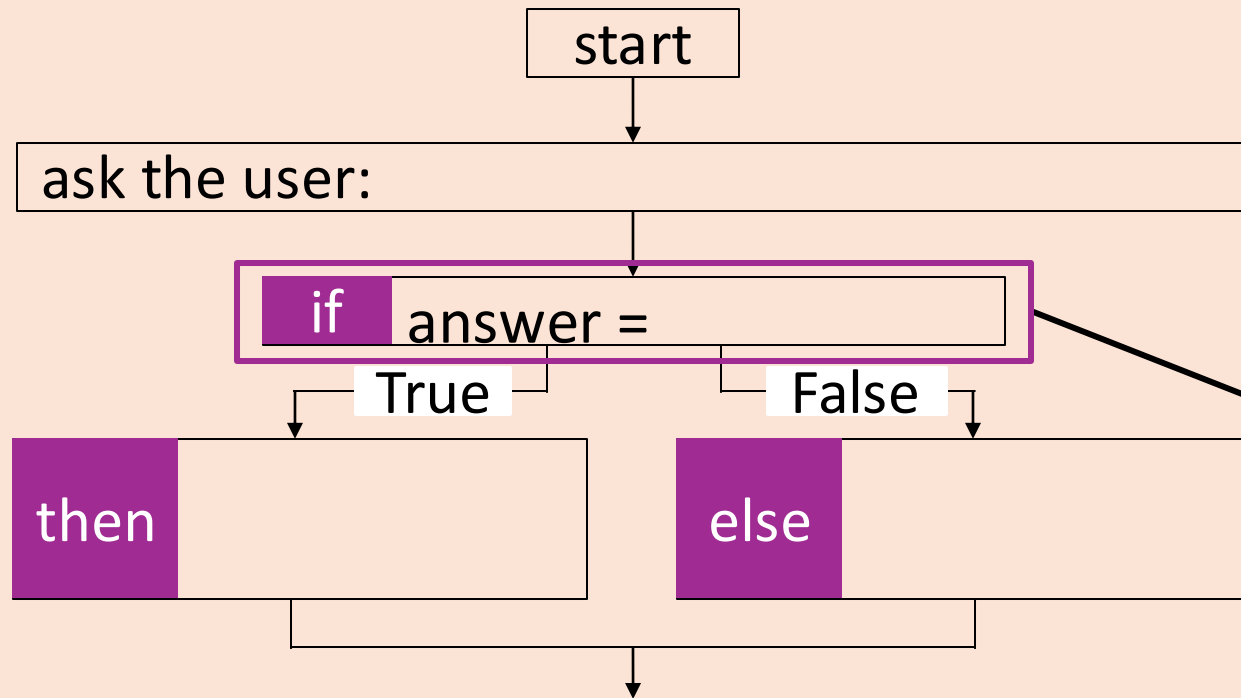 start
ask the user:
if answer =
True False
then else